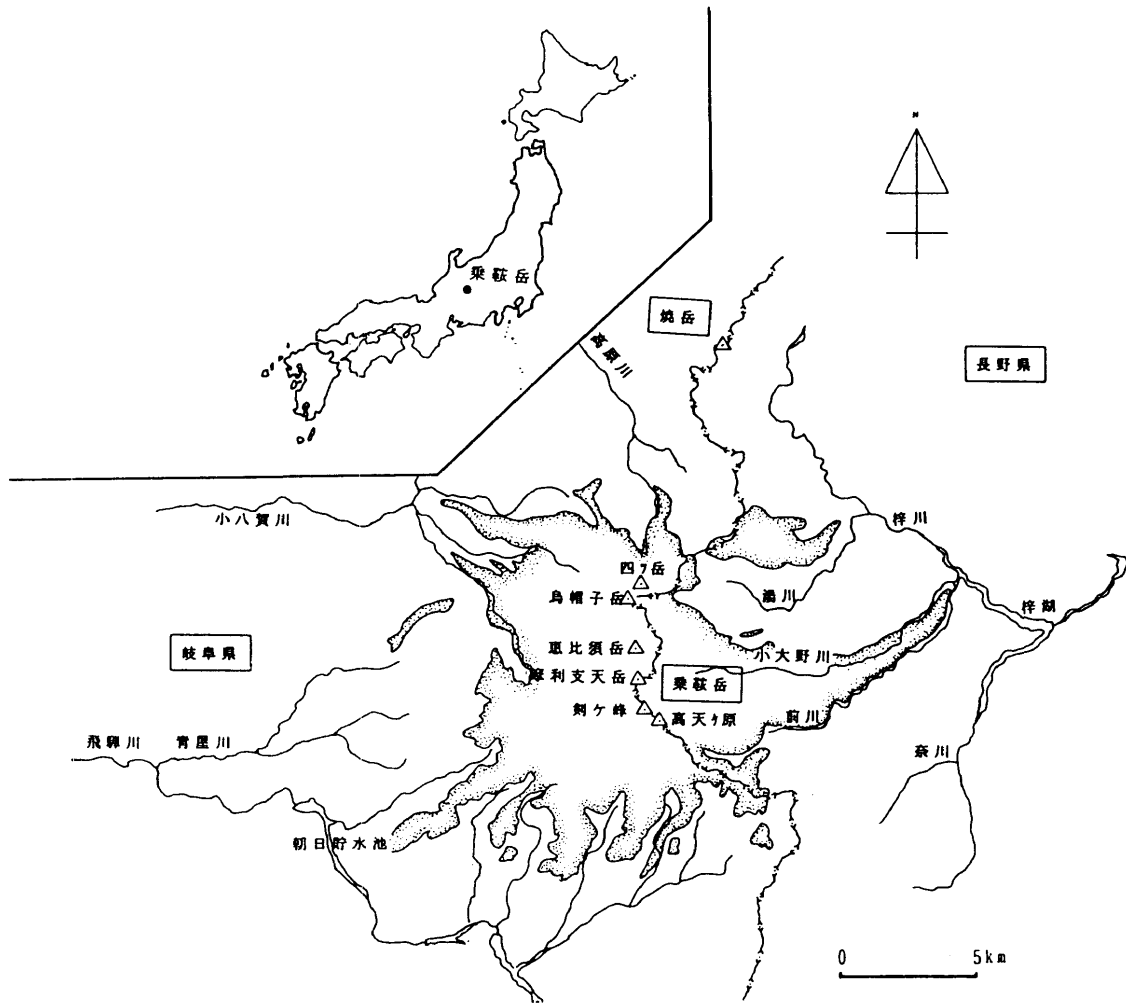 N
乗鞍岳
焼岳
高原川
長野県
小八賀川
梓川
四ッ岳
湯川
烏帽子岳
梓湖
岐阜県
恵比須岳
小大野川
摩利支天岳
乗鞍岳
剣ケ峰
高天ケ原
前川
飛騨川
青屋川
奈川
朝日貯水池
0 5km